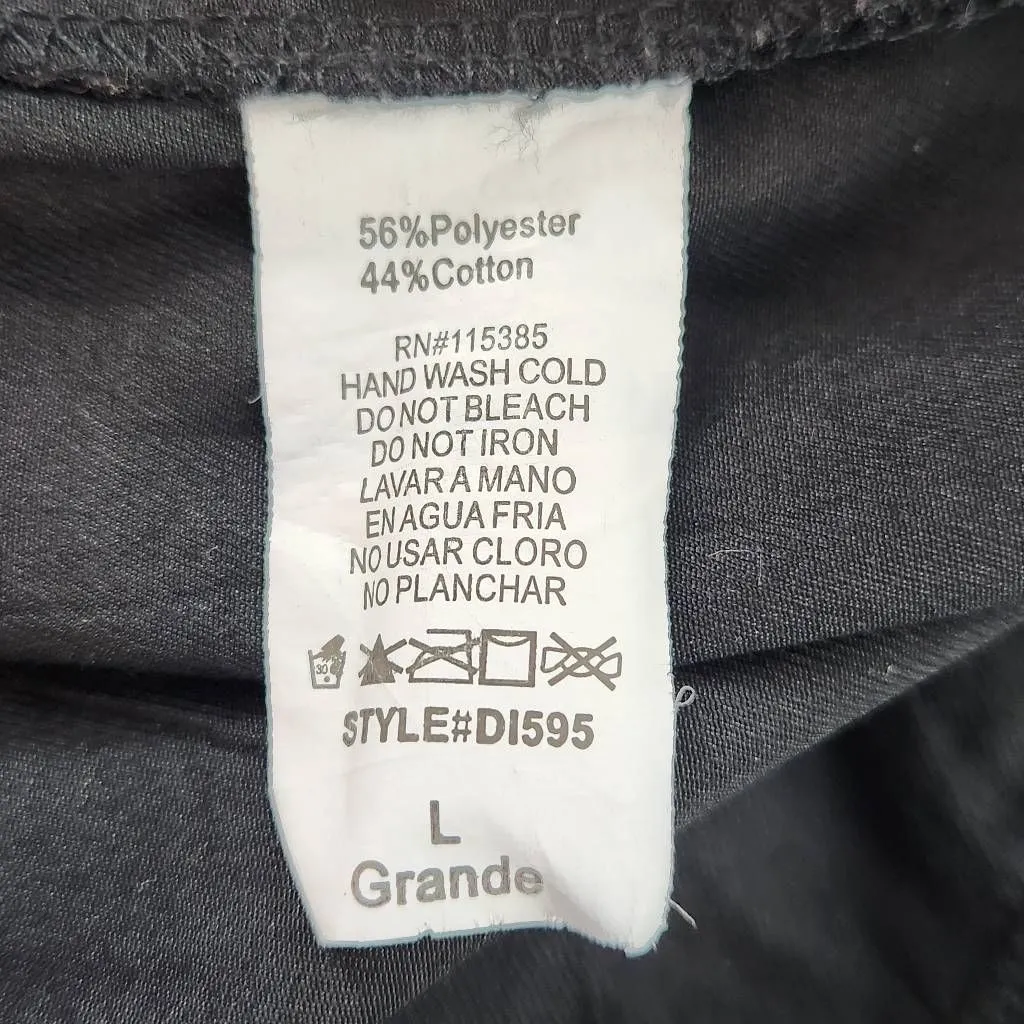 56%Polyester
44%Cotton
RN#115385
HAND WASH COLD
DO NOT BLEACH
DO NOT IRON
LAVAR A MANO
EN AGUA FRIA
NO USAR CLORO
NO PLANCHAR
30
STYLE#DI595
L
Grande